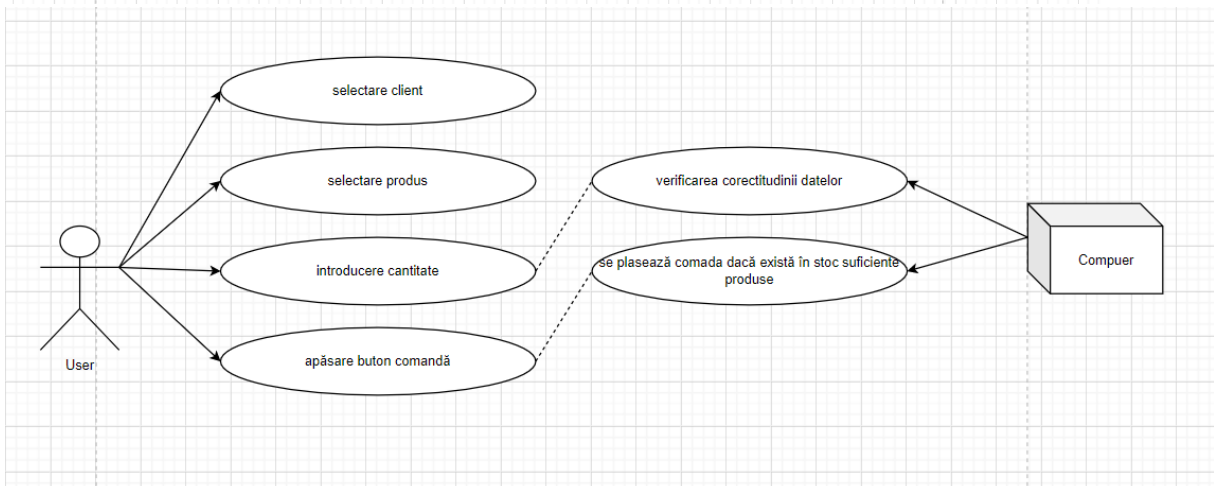 selectare client
selectare produs
verificarea corectitudinii datelor
introducere cantitate
se plasează comada dacă există în stoc suficiente
produse
Compuer
apăsare buton comandă
User